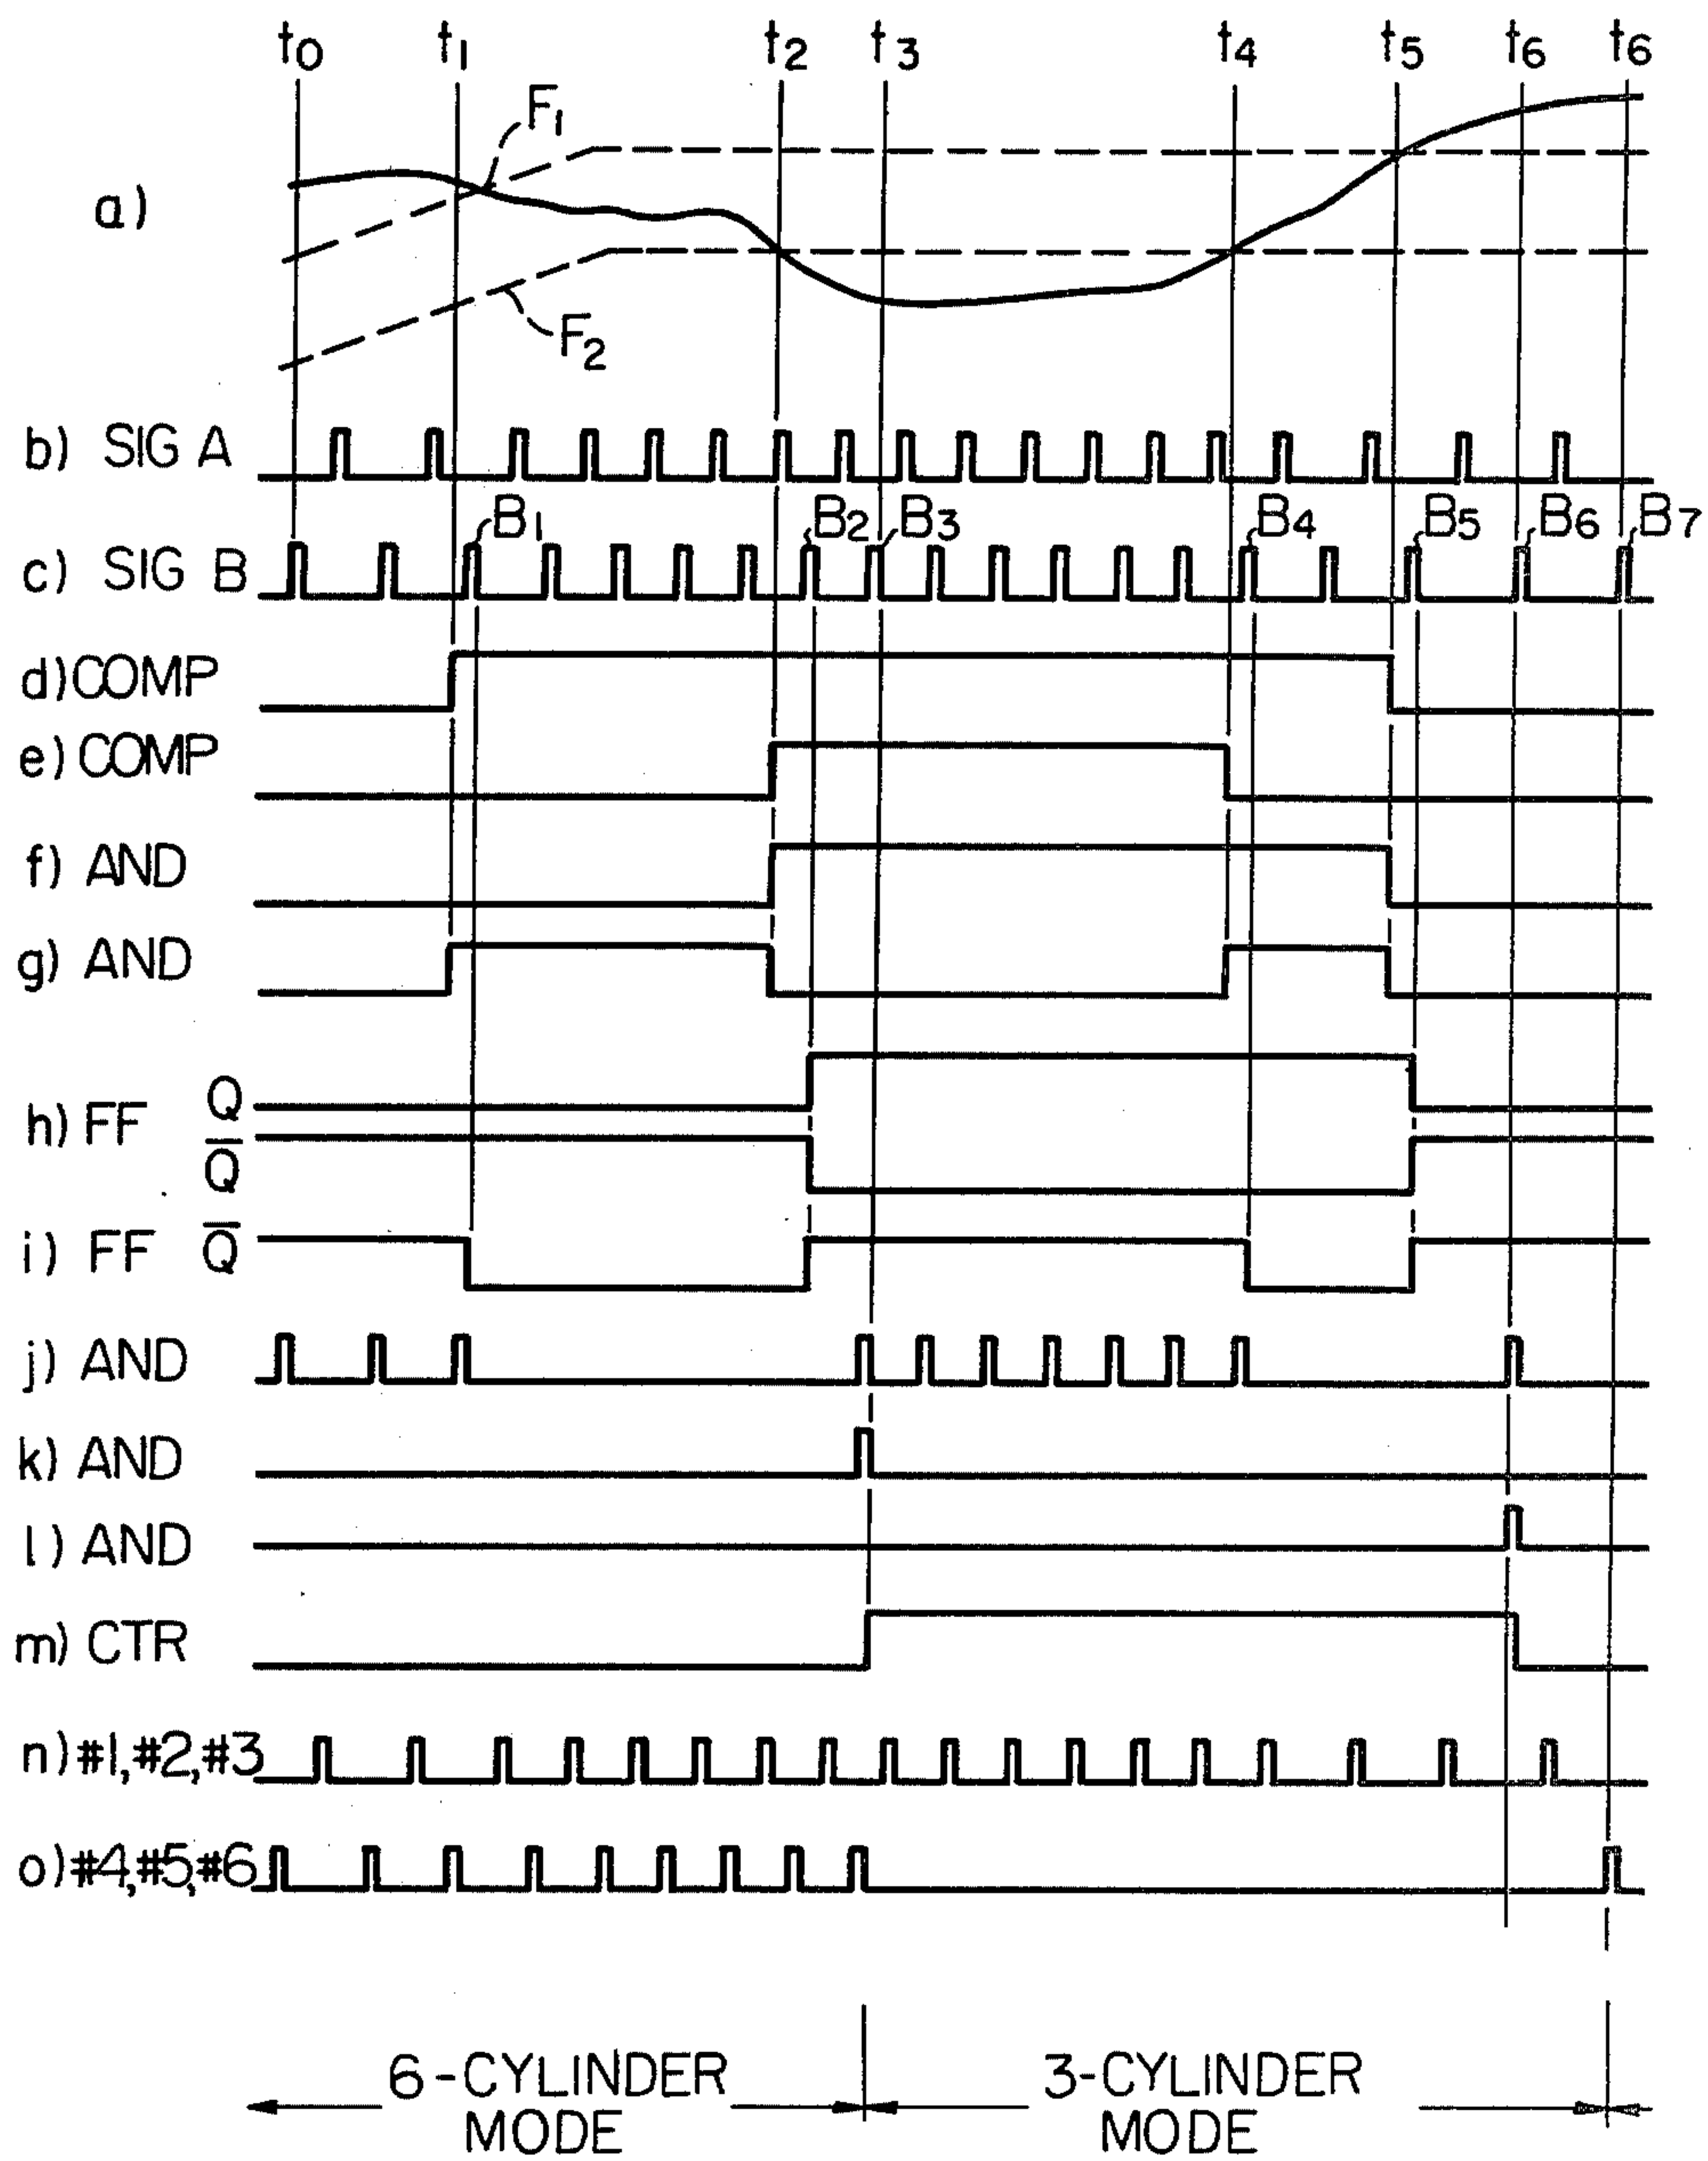 t0 t1 t2 t3 t4 t5 t6 t6
F1
a)
F2
b) SIG A
B1 B2 B3 B4 B5 B6 B7
c) SIG B
d) COMP
e) COMP
f) AND
g) AND
h) FF Q
Q̅
i) FF Q̅
j) AND
k) AND
l) AND
m) CTR
n) #1, #2, #3
o) #4, #5, #6
6-CYLINDER MODE
3-CYLINDER MODE